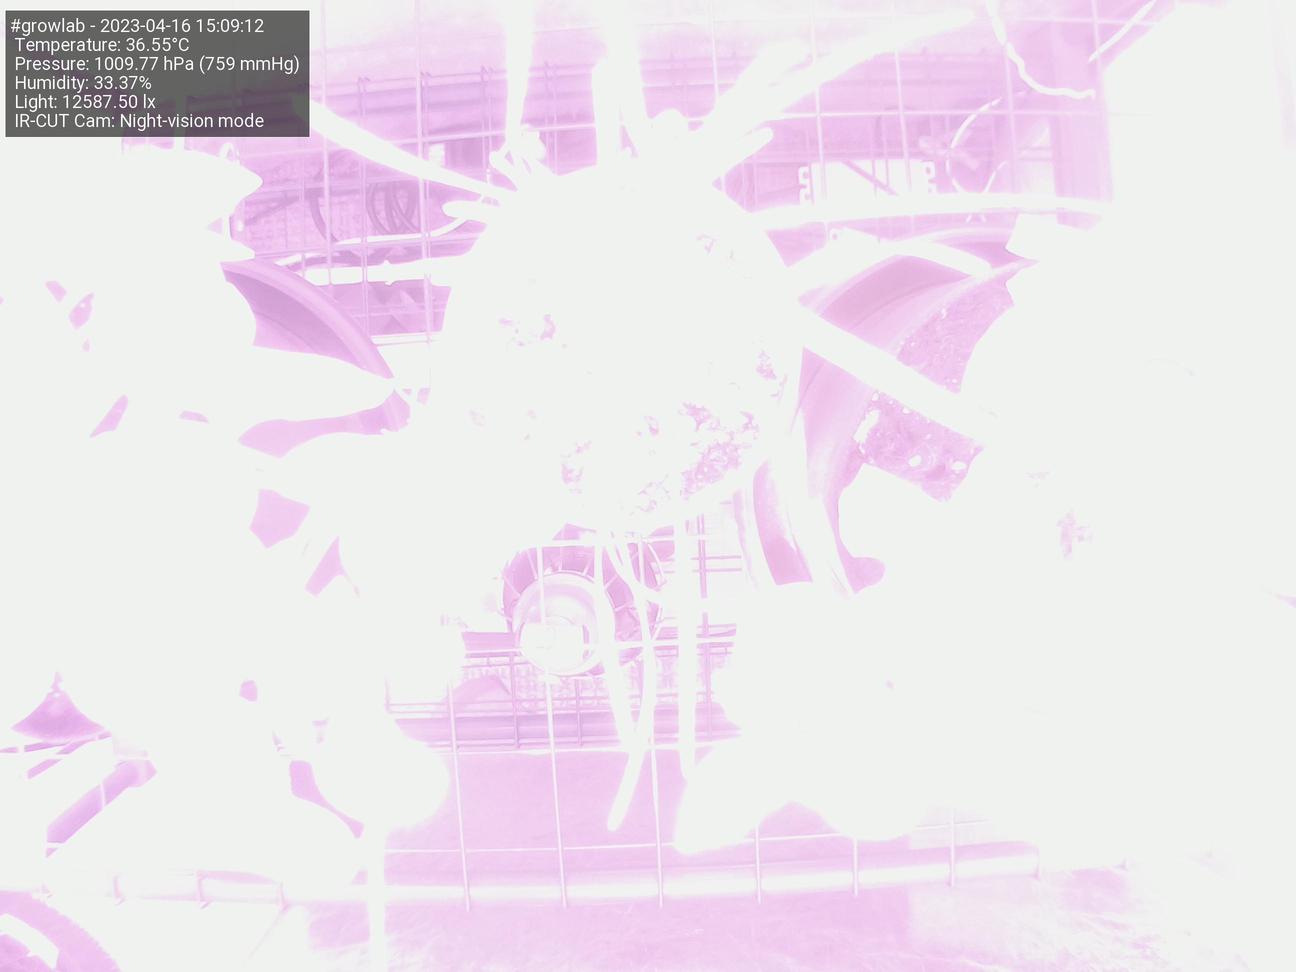 #growlab - 2023-04-16 15:09:12
Temperature: 36.55°C
Pressure: 1009.77 hPa (759 mmHg)
Humidity: 33.37%
Light: 12587.50 lx
IR-CUT Cam: Night-vision mode